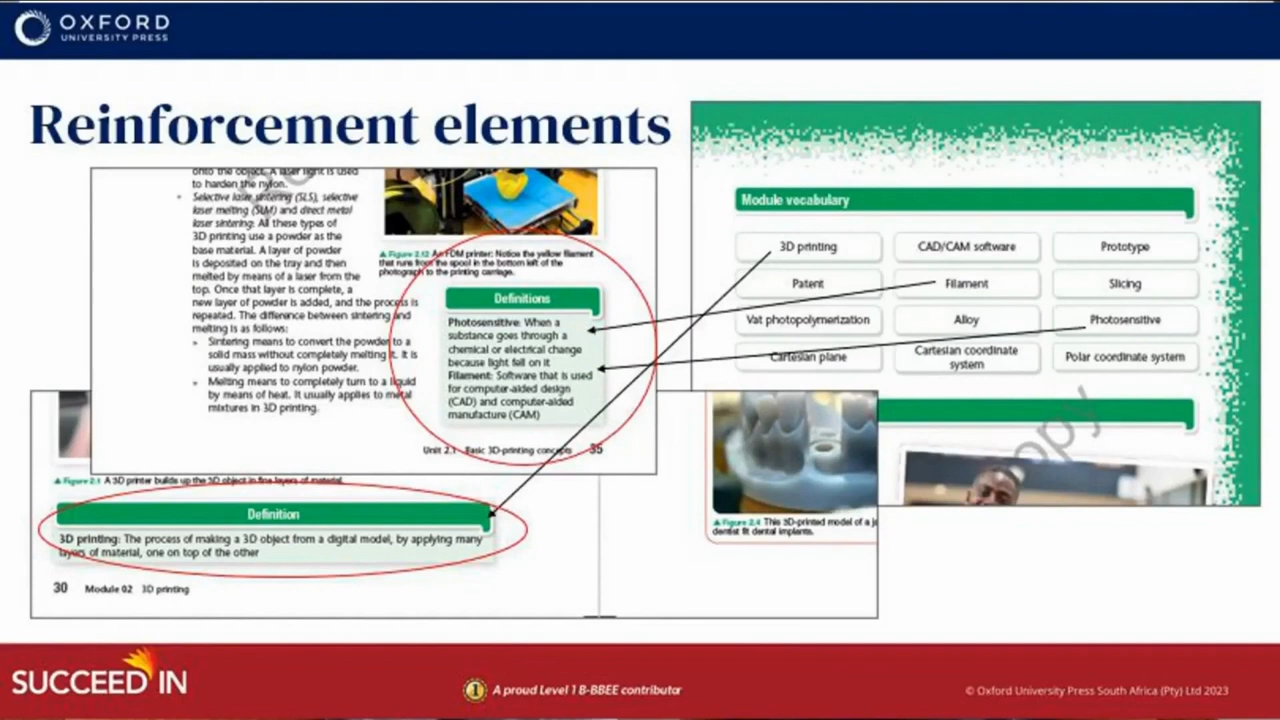 OXFORD
UNIVERSITY PRESS
Reinforcement elements
onto the object. A laser light is used
to harden the nylon.
Selective laser sintering (SLS), selective
laser melting (SLM) and direct metal
laser sintering: All these types of
3D printing use a powder as the
base material. A layer of powder
is deposited on the tray and then
melted by means of a laser from the
top. Once that layer is complete, a
new layer of powder is added, and the process is
repeated. The difference between sintering and
melting is as follows:
» Sintering means to convert the powder to a
solid mass without completely melting it. It is
usually applied to nylon powder.
» Melting means to completely turn to a liquid
by means of heat. It usually applies to metal
mixtures in 3D printing.
▲ Figure 2.12 An FDM printer: Notice the yellow filament
that runs from the spool in the bottom left of the
photograph to the printing carriage.
Definitions
Photosensitive: When a
substance goes through a
chemical or electrical change
because light fell on it
Filament: Software that is used
for computer-aided design
(CAD) and computer-aided
manufacture (CAM)
Unit 2.1 Basic 3D-printing concepts 35
Module vocabulary
3D printing CAD/CAM software Prototype
Patent Filament Slicing
Vat photopolymerization Alloy Photosensitive
Cartesian plane Cartesian coordinate system Polar coordinate system
opy
▲ Figure 2.1 A 3D printer builds up the 3D object in fine layers of material.
Definition
3D printing: The process of making a 3D object from a digital model, by applying many
layers of material, one on top of the other
30 Module 02 3D printing
▲ Figure 2.4 This 3D-printed model of a
dentist fit dental implants.
SUCCEED IN
1 A proud Level 1 B-BBEE contributor
© Oxford University Press South Africa (Pty) Ltd 2023